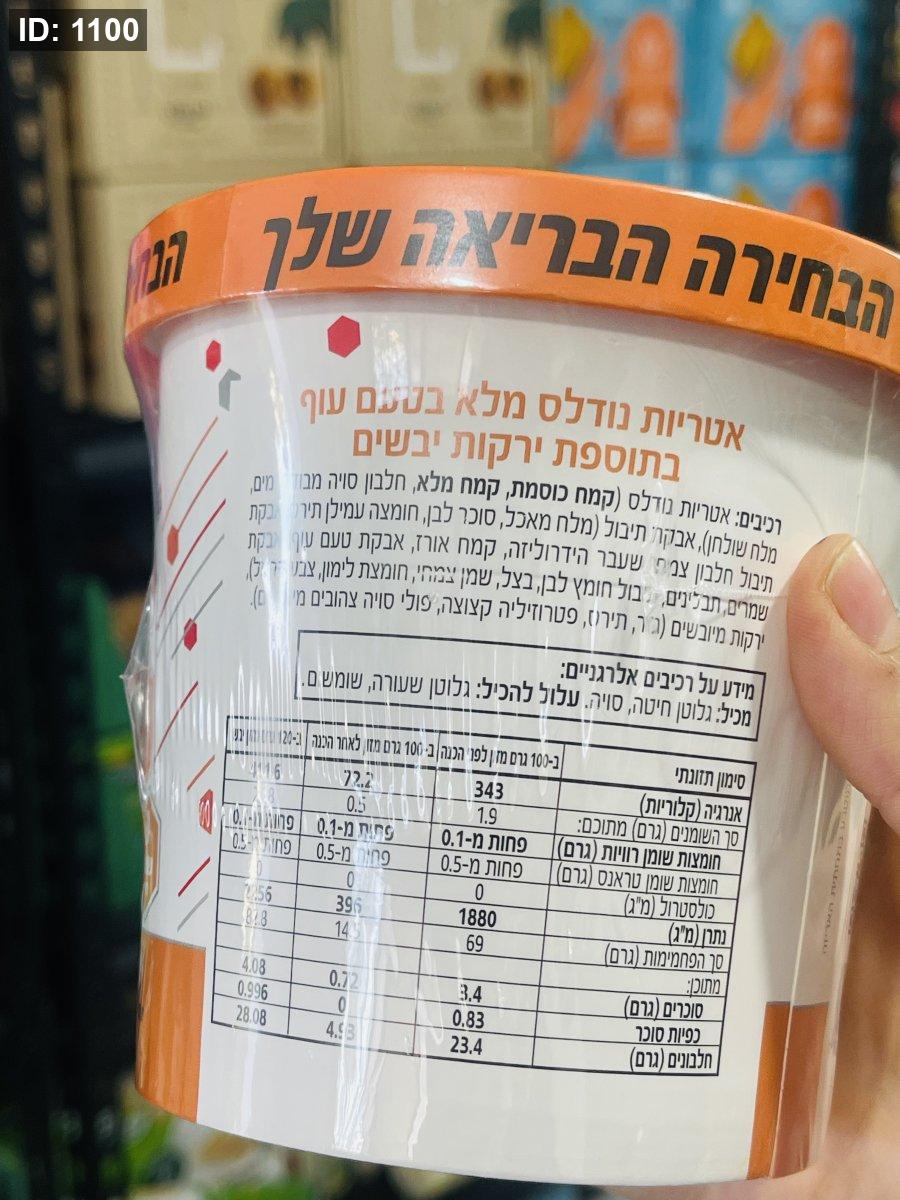 ID: 1100
הבחירה הבריאה שלך
אטריות נודלס מלא בטעם עוף
בתוספת ירקות יבשים
רכיבים: אטריות נודלס (קמח כוסמת, קמח מלא, חלבון סויה מבודד, מים,
מלח שולחן), אבקת תיבול (מלח מאכל, סוכר לבן, חומצה עמילן תירס, אבקת
תיבול חלבון צמחי שעבר הידרוליזה, קמח אורז, אבקת טעם עוף, אבקת
שמרים, תבלינים, תיבול חומץ לבן, בצל, שמן צמחי, חומצת לימון, צבע
ירקות מיובשים (גזר, תירס, פטרוזיליה קצוצה, פולי סויה צהובים
מידע על רכיבים אלרגניים:
מכיל: גלוטן חיטה, סויה. עלול להכיל: גלוטן שעורה, שומשום.
סימון תזונתי ב-100 גרם מזון לפני הכנה ב-100 גרם מזון לאחר הכנה ב-120 גרם מזון יבש
אנרגיה (קלוריות) 343 72.2
סך השומנים (גרם) מתוכם: 1.9 0.5
חומצות שומן רוויות (גרם) פחות מ-0.1 פחות מ-0.1 פחות מ-0.1
חומצות שומן טראנס (גרם) פחות מ-0.5 פחות מ-0.5 פחות מ-0.5
כולסטרול (מ"ג) 0 0
נתרן (מ"ג) 1880 396
סך הפחמימות (גרם) 69
מתוכן:
סוכרים (גרם) 3.4 0.72 4.08
כפיות סוכר 0.83 0 0.996
חלבונים (גרם) 23.4 4.93 28.08